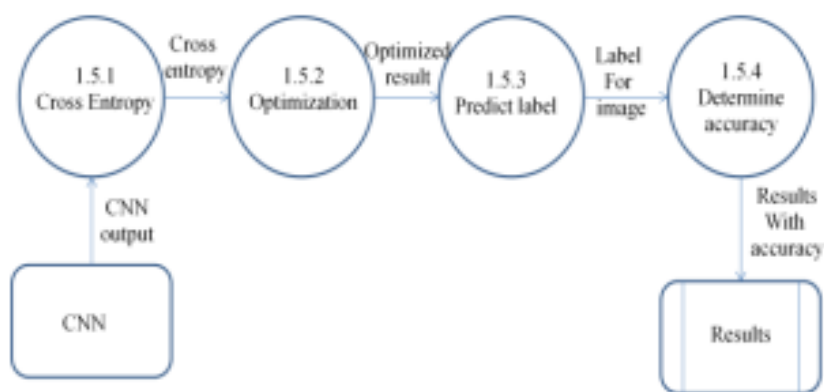 1.5.1
Cross Entropy
Cross
entropy
1.5.2
Optimization
Optimized
result
1.5.3
Predict label
Label
For
image
1.5.4
Determine
accuracy
CNN
output
CNN
Results
With
accuracy
Results